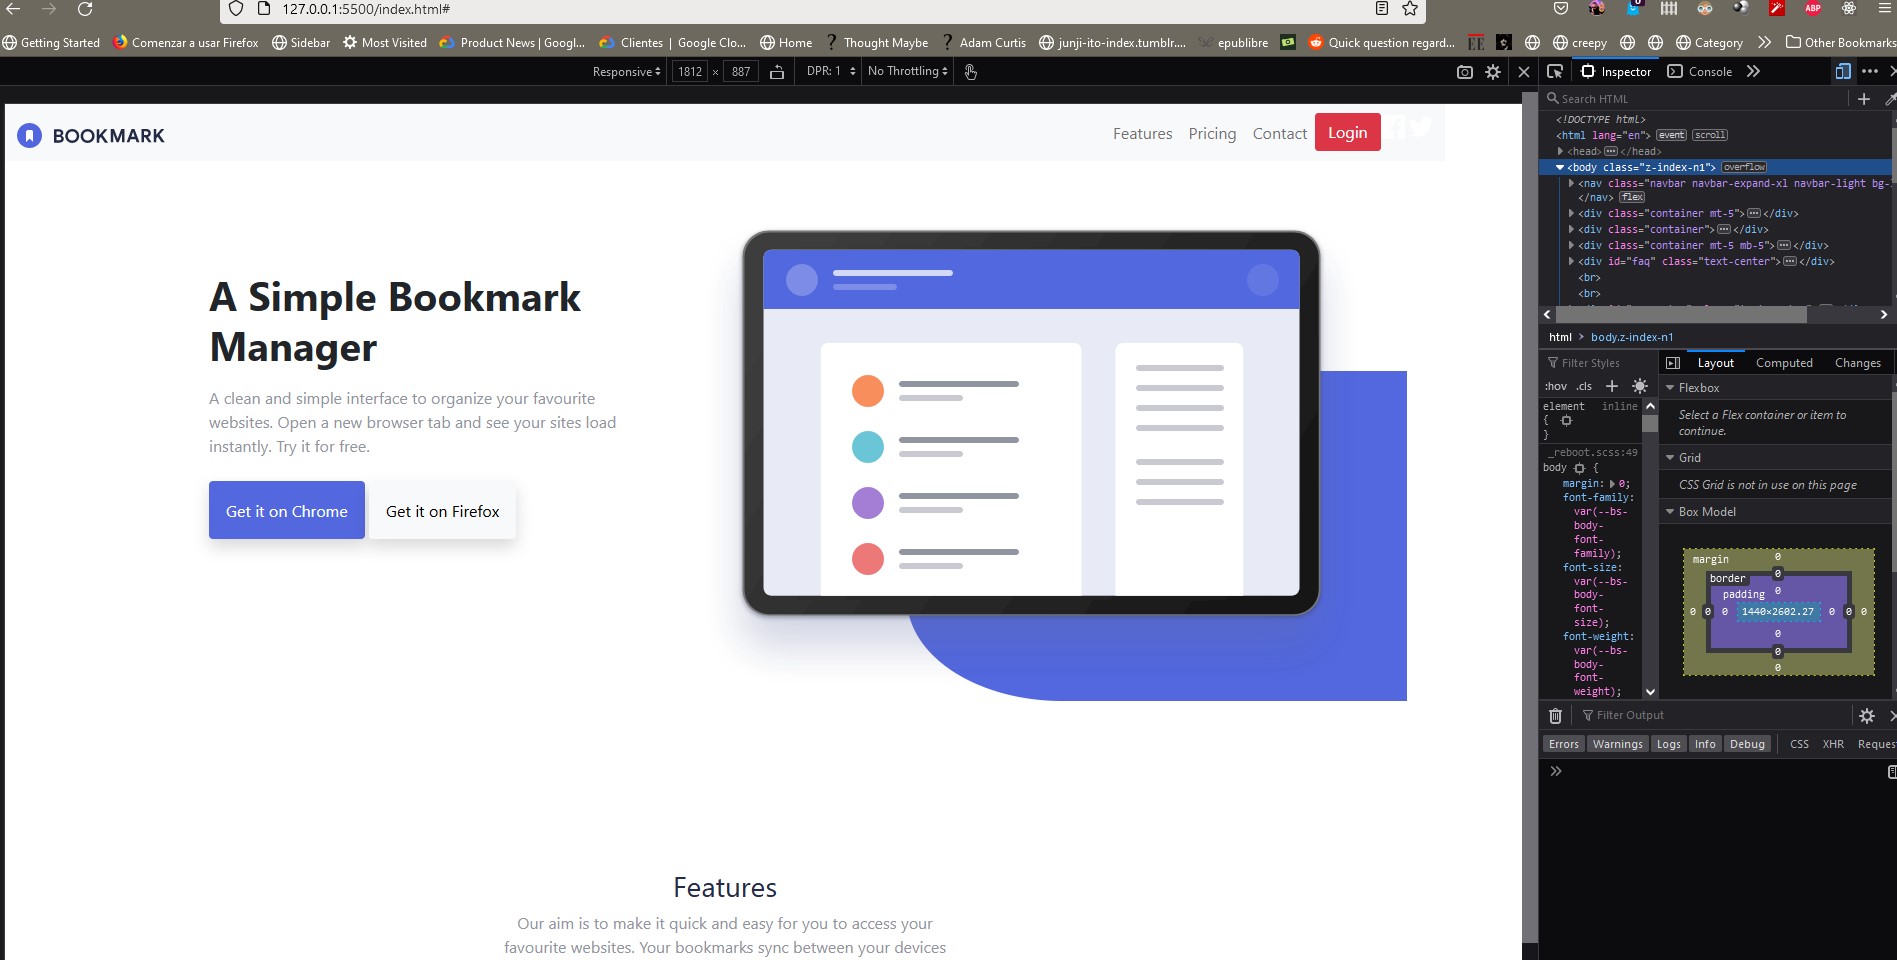 127.0.0.1:5500/index.html#
Getting Started Comenzar a usar Firefox Sidebar Most Visited Product News | Googl... Clientes | Google Clo... Home Thought Maybe Adam Curtis junji-ito-index.tumblr.... epublibre Quick question regard... creepy Category Other Bookmarks
Responsive 1812 × 887 DPR: 1 No Throttling
Inspector Console
Search HTML
<!DOCTYPE html>
<html lang="en"> event scroll
<head> ••• </head>
<body class="z-index-n1"> overflow
<nav class="navbar navbar-expand-xl navbar-light bg-
</nav> flex
<div class="container mt-5"> ••• </div>
<div class="container"> ••• </div>
<div class="container mt-5 mb-5"> ••• </div>
<div id="faq" class="text-center"> ••• </div>
<br>
<br>
html > body.z-index-n1
Filter Styles
:hov .cls
Layout Computed Changes
element inline
{
}
_reboot.scss:49
body {
margin: 0;
font-family:
var(--bs-
body-
font-
family);
font-size:
var(--bs-
body-
font-
size);
font-weight:
var(--bs-
body-
font-
weight);
Flexbox
Select a Flex container or item to
continue.
Grid
CSS Grid is not in use on this page
Box Model
margin 0
border 0
padding 0
0 0 0 1440×2602.27 0 0 0
0
0
0
Filter Output
Errors Warnings Logs Info Debug CSS XHR Reques
BOOKMARK
Features Pricing Contact Login
A Simple Bookmark
Manager
A clean and simple interface to organize your favourite
websites. Open a new browser tab and see your sites load
instantly. Try it for free.
Get it on Chrome Get it on Firefox
Features
Our aim is to make it quick and easy for you to access your
favourite websites. Your bookmarks sync between your devices